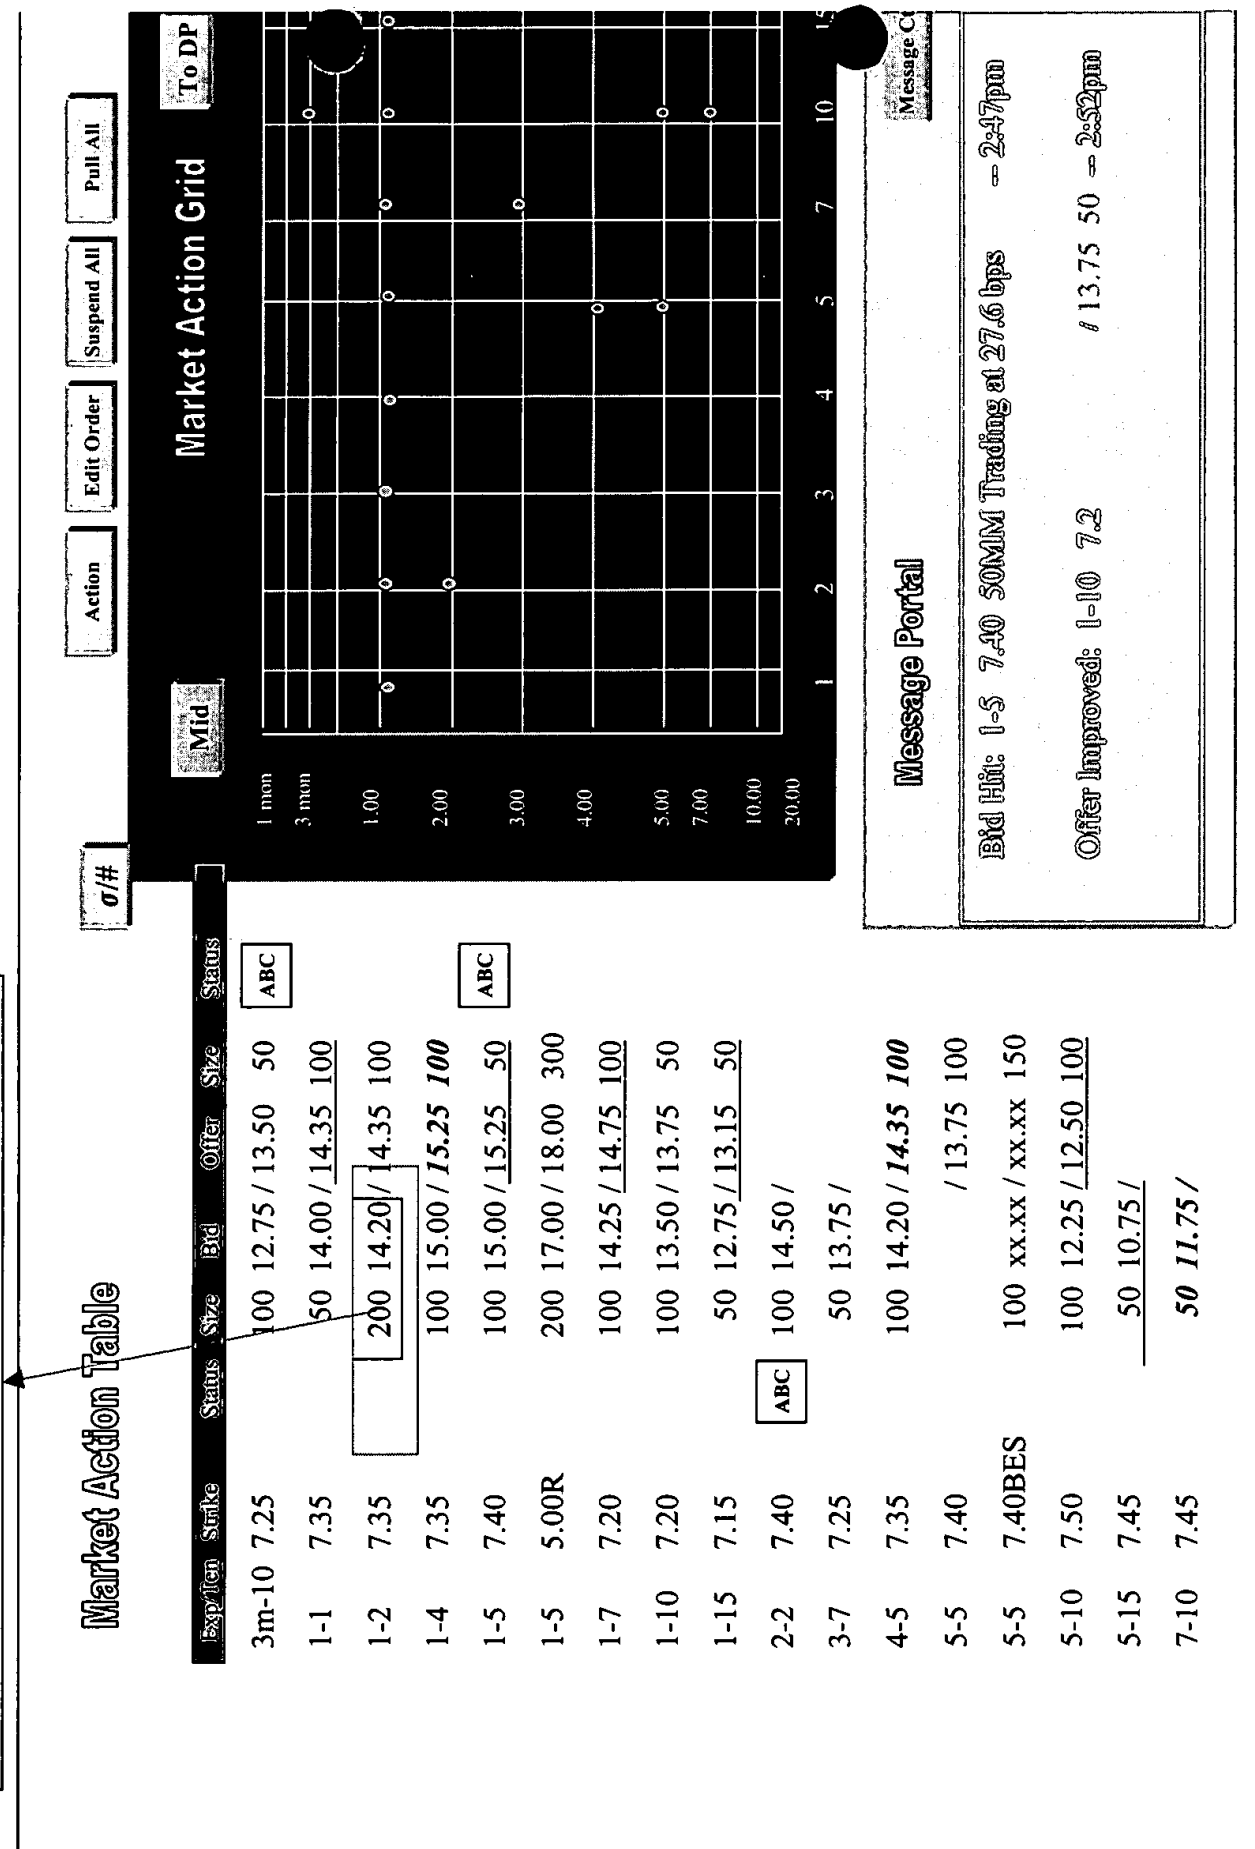 Market Action Table
Exp/Ten Strike Status Size Bid Offer Size Status
3m-10 7.25 100 12.75 / 13.50 50 ABC
1-1 7.35 50 14.00 / 14.35 100
1-2 7.35 200 14.20 / 14.35 100
1-4 7.35 100 15.00 / 15.25 100
1-5 7.40 100 15.00 / 15.25 50 ABC
1-5 5.00R 200 17.00 / 18.00 300
1-7 7.20 100 14.25 / 14.75 100
1-10 7.20 100 13.50 / 13.75 50
1-15 7.15 50 12.75 / 13.15 50
2-2 7.40 ABC 100 14.50 /
3-7 7.25 50 13.75 /
4-5 7.35 100 14.20 / 14.35 100
5-5 7.40 / 13.75 100
5-5 7.40BES 100 xx.xx / xx.xx 150
5-10 7.50 100 12.25 / 12.50 100
5-15 7.45 50 10.75 /
7-10 7.45 50 11.75 /
σ/#
Action Edit Order Suspend All Pull All
Mid Market Action Grid To DP
1 mon
3 mon
1.00
2.00
3.00
4.00
5.00
7.00
10.00
20.00
1 2 3 4 5 7 10 15
Message Portal
Message
Bid Hit: 1-5 7.40 50MM Trading at 27.6 bps -- 2:47pm
Offer Improved: 1-10 7.2 / 13.75 50 -- 2:52pm